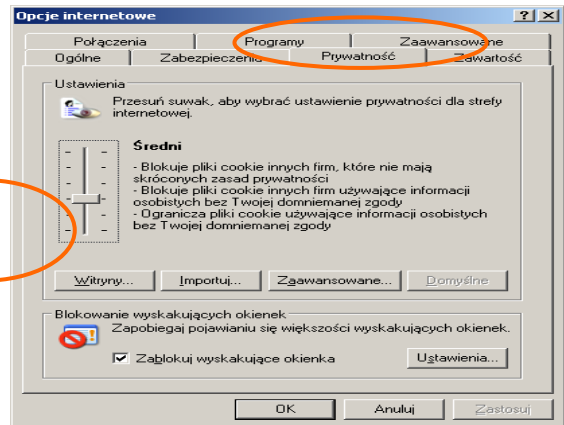 Opcje internetowe
Połączenia Programy Zaawansowane
Ogólne Zabezpieczenia Prywatność Zawartość
Ustawienia
Przesuń suwak, aby wybrać ustawienie prywatności dla strefy
internetowej.
Średni
- Blokuje pliki cookie innych firm, które nie mają
skróconych zasad prywatności
- Blokuje pliki cookie innych firm używające informacji
osobistych bez Twojej domniemanej zgody
- Ogranicza pliki cookie używające informacji osobistych
bez Twojej domniemanej zgody
Witryny... Importuj... Zaawansowane... Domyślne
Blokowanie wyskakujących okienek
Zapobiegaj pojawianiu się większości wyskakujących okienek.
Zablokuj wyskakujące okienka Ustawienia...
OK Anuluj Zastosuj